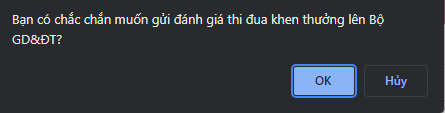 Bạn có chắc chắn muốn gửi đánh giá thi đua khen thưởng lên Bộ
GD&ĐT?
OK Hủy